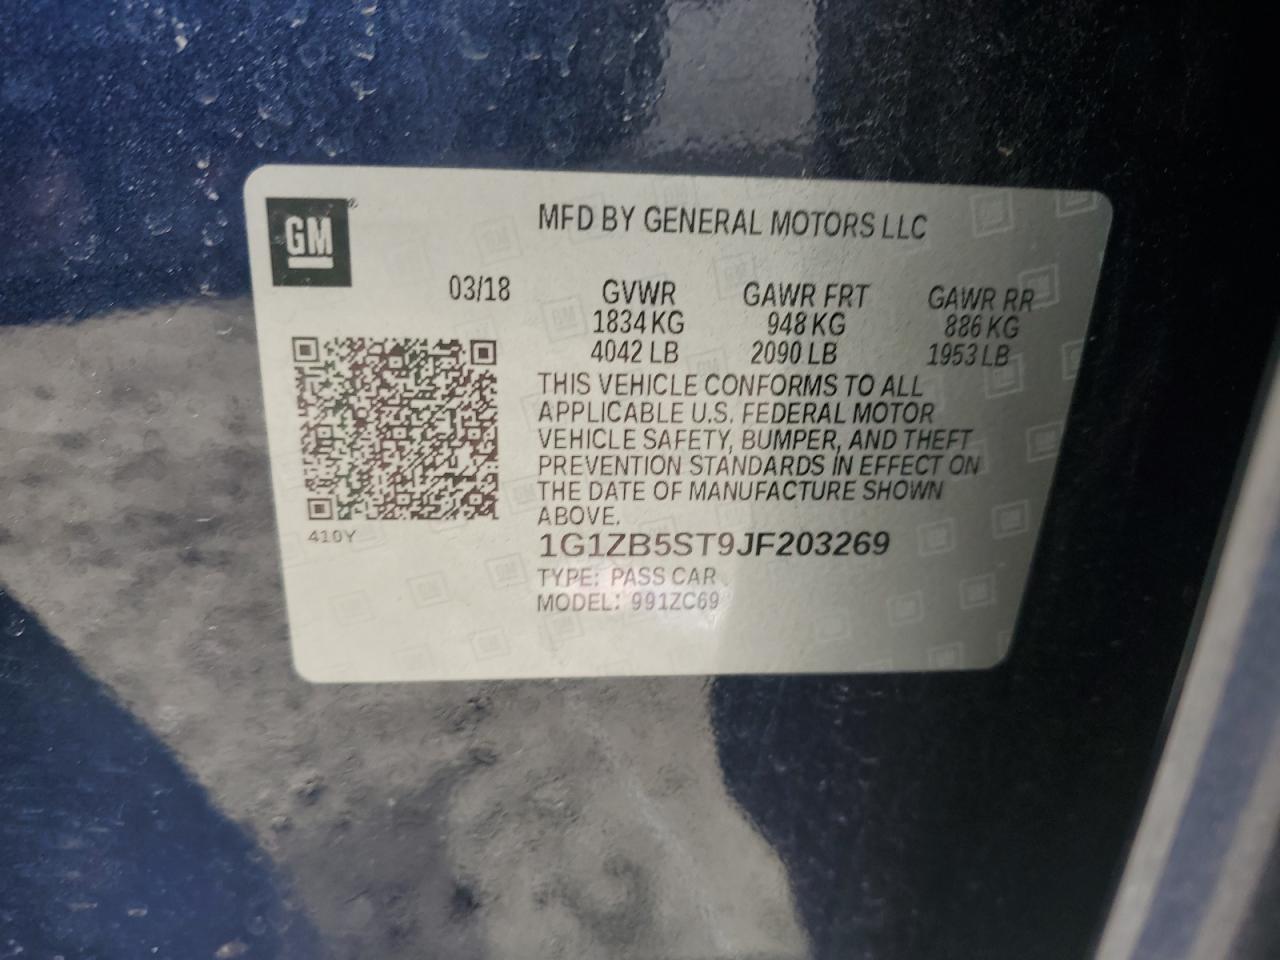 GM®
MFD BY GENERAL MOTORS LLC
03/18
GVWR GAWR FRT GAWR RR
1834 KG 948 KG 886 KG
4042 LB 2090 LB 1953 LB
THIS VEHICLE CONFORMS TO ALL
APPLICABLE U.S. FEDERAL MOTOR
VEHICLE SAFETY, BUMPER, AND THEFT
PREVENTION STANDARDS IN EFFECT ON
THE DATE OF MANUFACTURE SHOWN
ABOVE.
410Y
1G1ZB5ST9JF203269
TYPE: PASS CAR
MODEL: 991ZC69